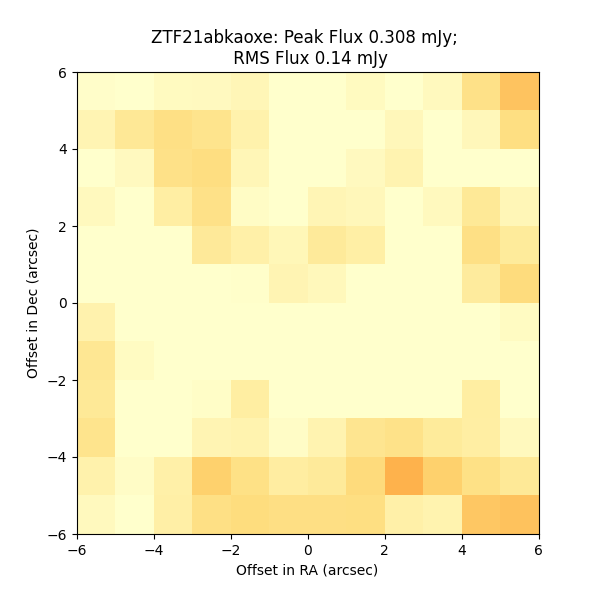 ZTF21abkaoxe: Peak Flux 0.308 mJy;
RMS Flux 0.14 mJy
6
4
2
0
−2
−4
−6
Offset in Dec (arcsec)
−6 −4 −2 0 2 4 6
Offset in RA (arcsec)